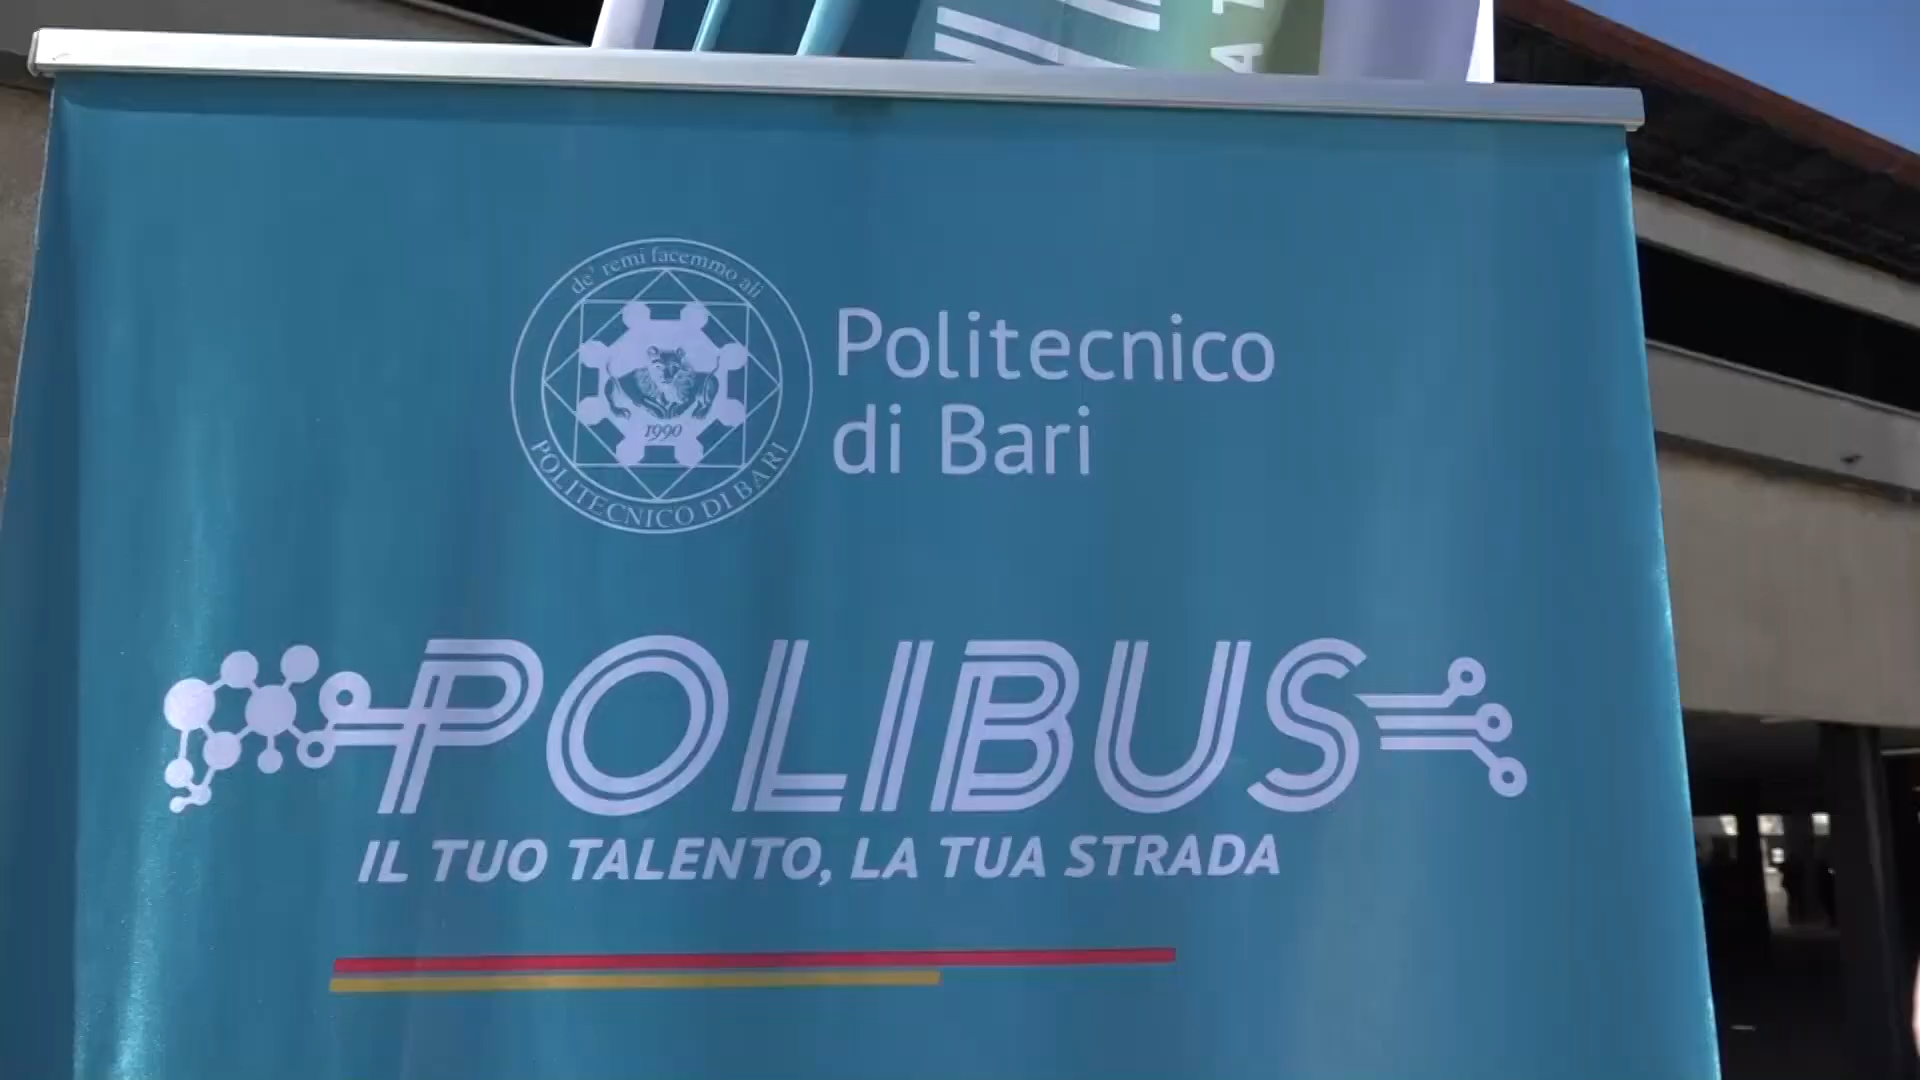 de' remi facemmo ali
1990
POLITECNICO DI BARI
Politecnico
di Bari
POLIBUS
IL TUO TALENTO, LA TUA STRADA